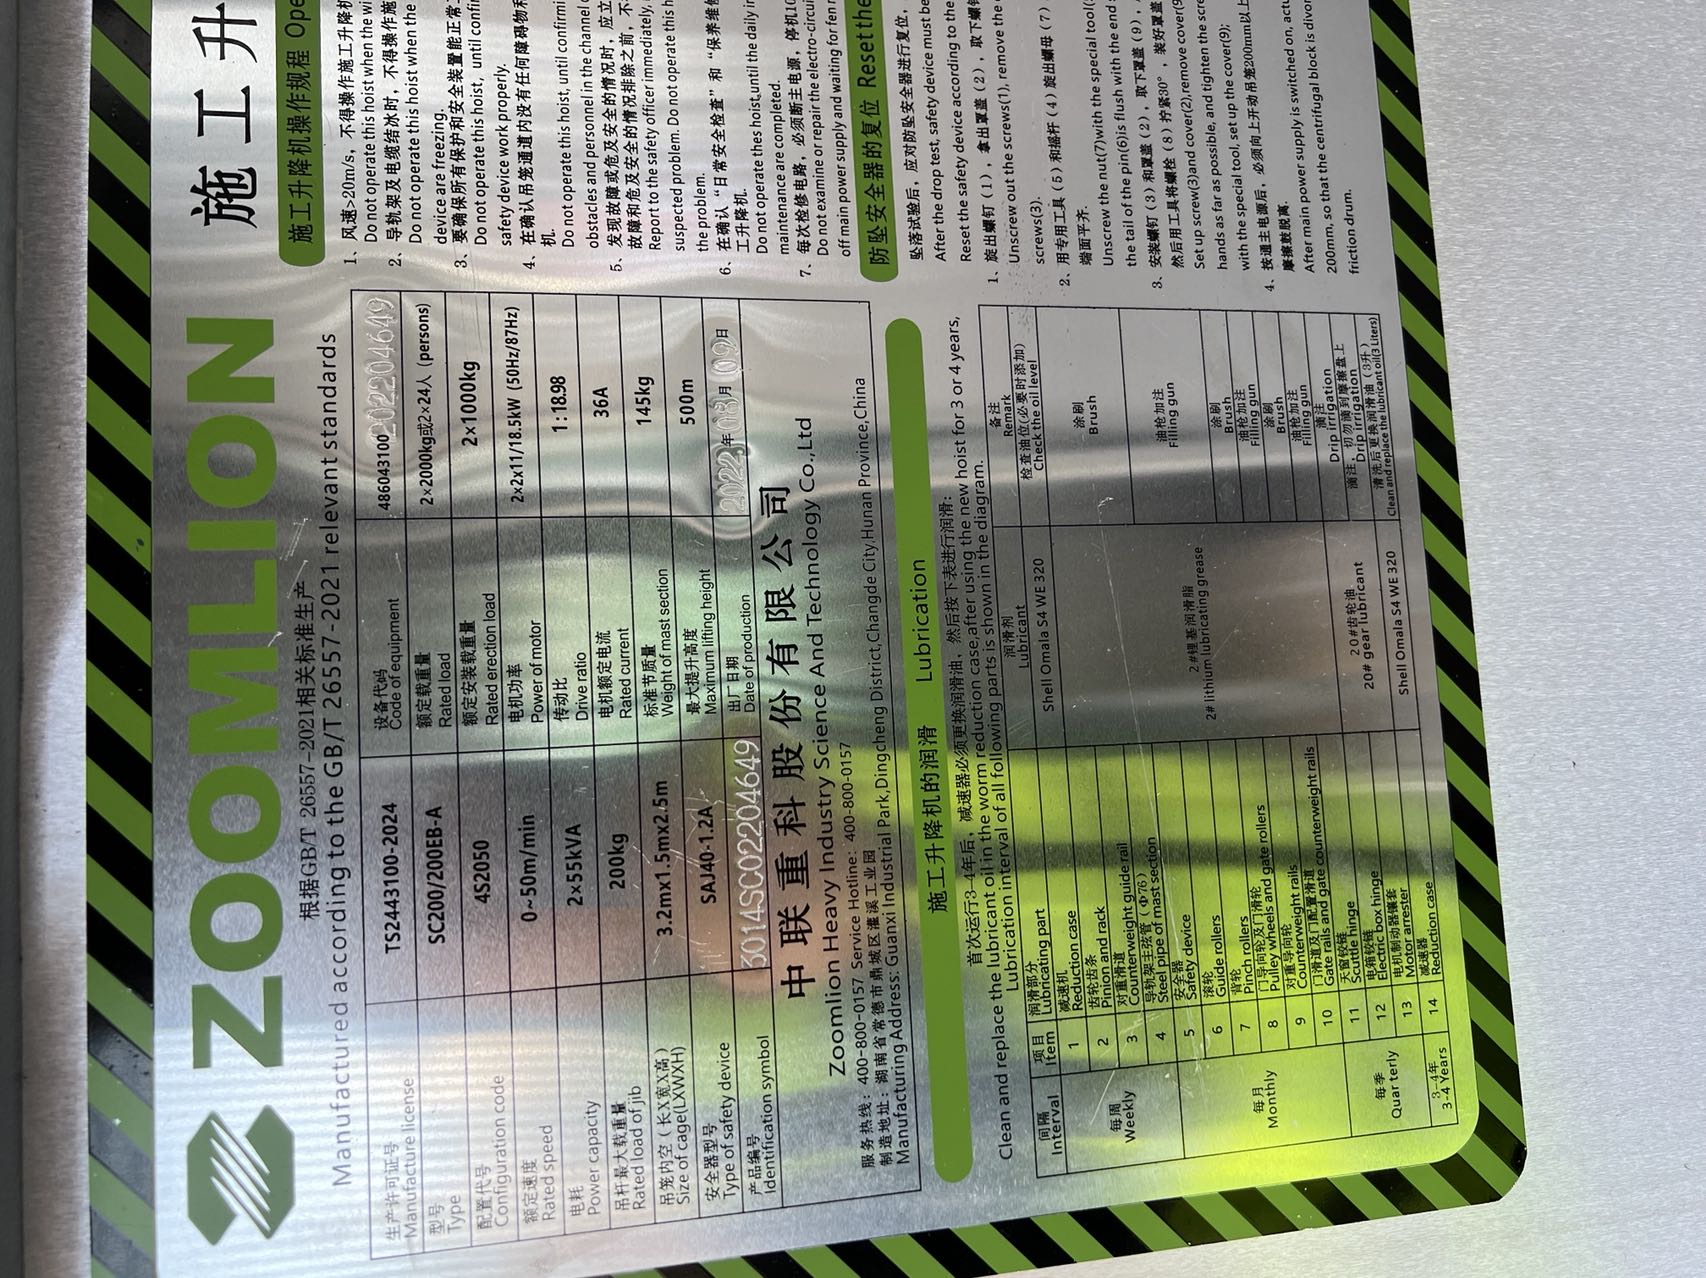 ZOOMLION
施工升
根据GB/T 26557-2021相关标准生产
Manufactured according to the GB/T 26557-2021 relevant standards
生产许可证号 TS2443100-2024 设备代码 486043100 202204649
Manufacture license Code of equipment
型号 SC200/200EB-A 额定载重量 2×2000kg或2×24人 (persons)
Type Rated load
配置代号 4S2050 额定安装载重量 2×1000kg
Configuration code Rated erection load
额定速度 0~50m/min 电机功率 2×2×11/18.5kW (50Hz/87Hz)
Rated speed Power of motor
电耗 2×55kVA 传动比 1:18.98
Power capacity Drive ratio
吊杆最大载重量 200kg 电机额定电流 36A
Rated load of jib Rated current
吊笼内空(长X宽X高) 3.2mx1.5mx2.5m 标准节质量 145kg
Size of cage(LXWXH) Weight of mast section
安全器型号 SAJ40-1.2A 最大提升高度 500m
Type of safety device Maximum lifting height
产品编号 3014SC02204649 出厂日期 2022年03月02日
Identification symbol Date of production
中联重科股份有限公司
Zoomlion Heavy Industry Science And Technology Co.,Ltd
服务热线: 400-800-0157 Service Hotline: 400-800-0157
制造地址: 湖南省常德市鼎城区灌溪工业园
Manufacturing Address: Guanxi Industrial Park,Dingcheng District,Changde City,Hunan Province,China
施工升降机的润滑 Lubrication
首次运行3-4年后, 减速器必须更换润滑油, 然后按下表进行润滑:
Clean and replace the lubricant oil in the worm reduction case,after using the new hoist for 3 or 4 years,
Lubrication interval of all following parts is shown in the diagram.
间隔 项目 润滑部分 润滑剂 备注
Interval Item Lubricating part Lubricant Remark
每周 1 减速机 Shell Omala S4 WE 320 检查油位(必要时添加)
Weekly Reduction case Check the oil level
2 齿轮齿条 2#锂基润滑脂 涂刷
Pinion and rack 2# lithium lubricating grease Brush
3 对重滑道
Counterweight guide rail
4 导轨架主弦管(Φ76)
Steel pipe of mast section
每月 5 安全器 油枪加注
Monthly Safety device Filling gun
6 滚轮
Guide rollers
7 背轮 涂刷
Pinch rollers Brush
8 门导向轮及门滑轮 油枪加注
Pulley wheels and gate rollers Filling gun
9 对重导向轮 涂刷
Counterweight rails Brush
10 门滑道及门配置滑道 油枪加注
Gate rails and gate counterweight rails Filling gun
每季 11 天窗铰链 20#齿轮油 滴注
Quarterly Scuttle hinge 20# gear lubricant Drip irrigation
12 电箱铰链
Electric box hinge
13 电机制动器镶套 滴注, 切勿滴到摩擦盘上
Motor arrester Drip irrigation
3-4年 14 减速器 Shell Omala S4 WE 320 清洗后更换润滑油(3升)
3-4 Years Reduction case Clean and replace the lubricant oil(3 Liters)
施工升降机操作规程 Ope
1、风速>20m/s, 不得操作施工升降机
Do not operate this hoist when the wi
2、导轨架及电缆结冰时, 不得操作施
Do not operate this hoist when the
device are freezing.
3、要确保所有保护和安全装置能正常
Do not operate this hoist, until confir
safety device work properly.
4、在确认吊笼通道内没有任何障碍物和
机.
Do not operate this hoist, until confirmi
obstacles and personnel in the channel
5、发现故障或危及安全的情况时, 应立
故障和危及安全的情况排除之前, 不
Report to the safety officer immediately
suspected problem. Do not operate this h
the problem.
6、在确认 “日常安全检查” 和 “保养维修
工升降机.
Do not operate thes hoist,until the daily in
maintenance are completed.
7、每次检修电路, 必须断主电源, 停机10
Do not examine or repair the electro-circui
off main power supply and waiting for fen
防坠安全器的复位 Reset the
坠落试验后, 应对防坠安全器进行复位,
After the drop test, safety device must be
Reset the safety device according to the
1、旋出螺钉(1), 拿出罩盖(2), 取下螺
Unscrew out the screws(1), remove the
screws(3).
2、用专用工具(5)和摇杆(4)旋出螺母(7)
端面平齐.
Unscrew the nut(7)with the special tool(
the tail of the pin(6)is flush with the end
3、安装螺钉(3)和罩盖(2), 取下罩盖(9),
然后用工具将螺栓(8)拧紧30°, 装好罩盖
Set up screw(3)and cover(2),remove cover(9
hands as far as possible, and tighten the scre
with the special tool, set up the cover(9);
4、按通主电源后, 必须向上开动吊笼200mm以上
摩擦鼓脱离.
After main power supply is switched on, actu
200mm, so that the centrifugal block is divor
friction drum.